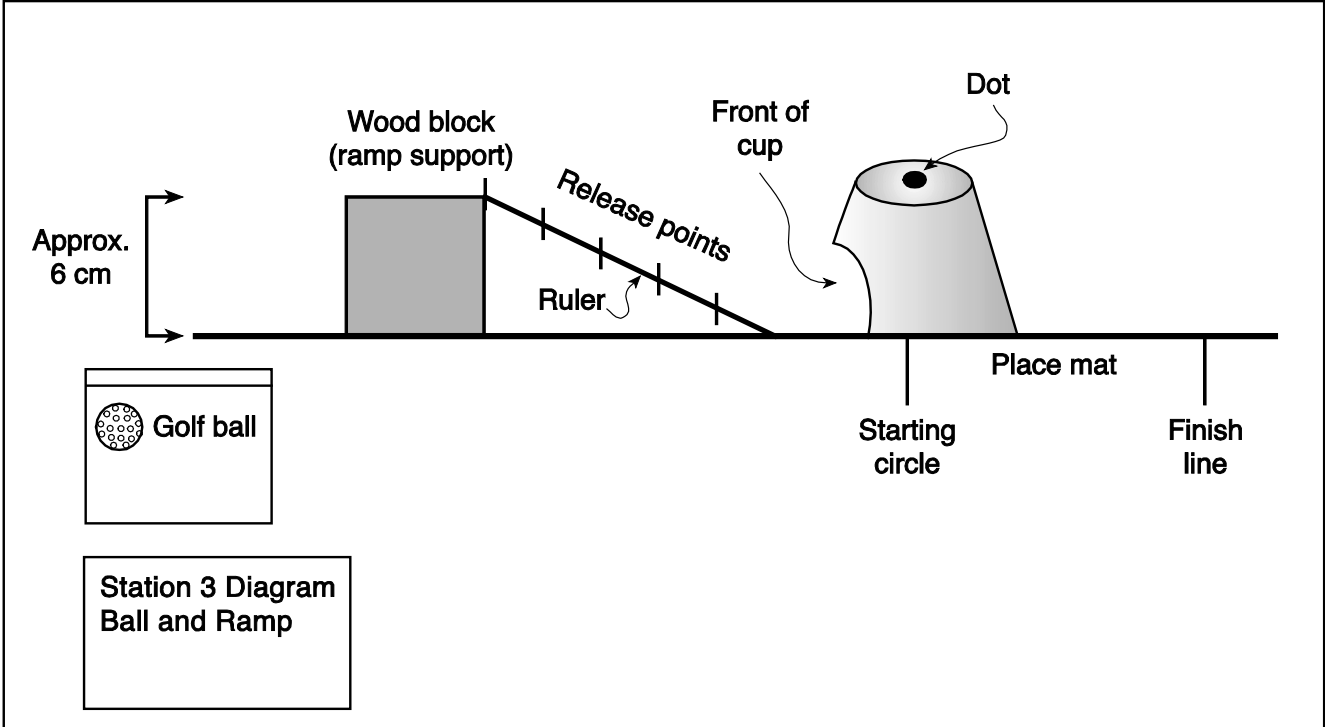 Dot
Front of
cup
Wood block
(ramp support)
Release points
Approx.
6 cm
Ruler
Place mat
Golf ball
Starting
circle
Finish
line
Station 3 Diagram
Ball and Ramp